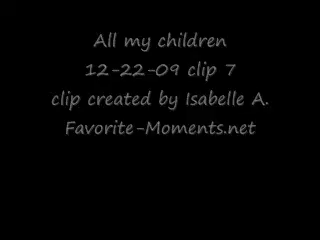 All my children
12-22-09 clip 7
clip created by Isabelle A.
Favorite-Moments.net